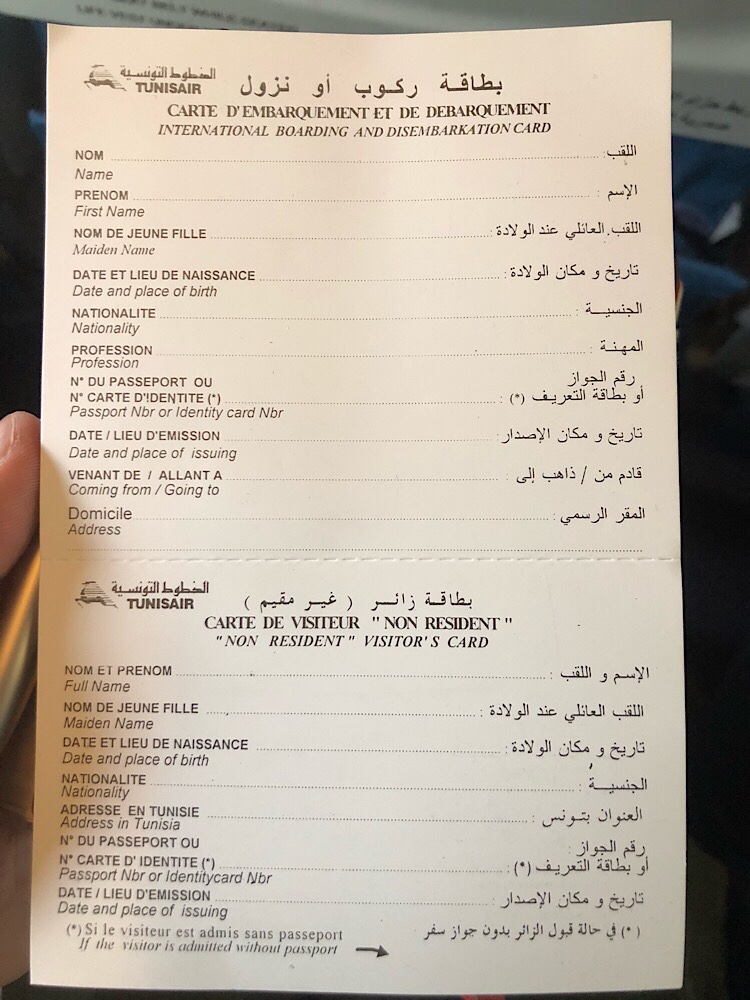 LIFE VEST UNDER
الخطوط التونسية
TUNISAIR
بطاقة ركوب أو نزول
CARTE D'EMBARQUEMENT ET DE DEBARQUEMENT
INTERNATIONAL BOARDING AND DISEMBARKATION CARD
NOM اللقب:
Name
PRENOM الإسم :
First Name
NOM DE JEUNE FILLE اللقب العائلي عند الولادة :
Maiden Name
DATE ET LIEU DE NAISSANCE تاريخ و مكان الولادة :
Date and place of birth
NATIONALITE الجنسيـة :
Nationality
PROFESSION المهنـة :
Profession
N° DU PASSEPORT OU رقم الجواز
N° CARTE D'IDENTITE (*) أو بطاقة التعريف (*) :
Passport Nbr or Identity card Nbr
DATE / LIEU D'EMISSION تاريخ و مكان الإصدار:
Date and place of issuing
VENANT DE / ALLANT A قادم من / ذاهب إلى :
Coming from / Going to
Domicile المقر الرسمي :
Address
الخطوط التونسية
TUNISAIR
بطاقة زائـر ( غير مقيم )
CARTE DE VISITEUR "NON RESIDENT"
"NON RESIDENT" VISITOR'S CARD
NOM ET PRENOM الإسم و اللقب :
Full Name
NOM DE JEUNE FILLE اللقب العائلي عند الولادة :
Maiden Name
DATE ET LIEU DE NAISSANCE تاريخ و مكان الولادة :
Date and place of birth
NATIONALITE الجنسيـة :
Nationality
ADRESSE EN TUNISIE العنوان بتـونس :
Address in Tunisia
N° DU PASSEPORT OU رقم الجواز :
N° CARTE D' IDENTITE (*) أو بطاقة التعريف (*) :
Passport Nbr or Identitycard Nbr
DATE / LIEU D'EMISSION تاريخ و مكان الإصدار :
Date and place of issuing
(*) Si le visiteur est admis sans passeport (*) في حالة قبول الزائر بدون جواز سفر
If the visitor is admitted without passport